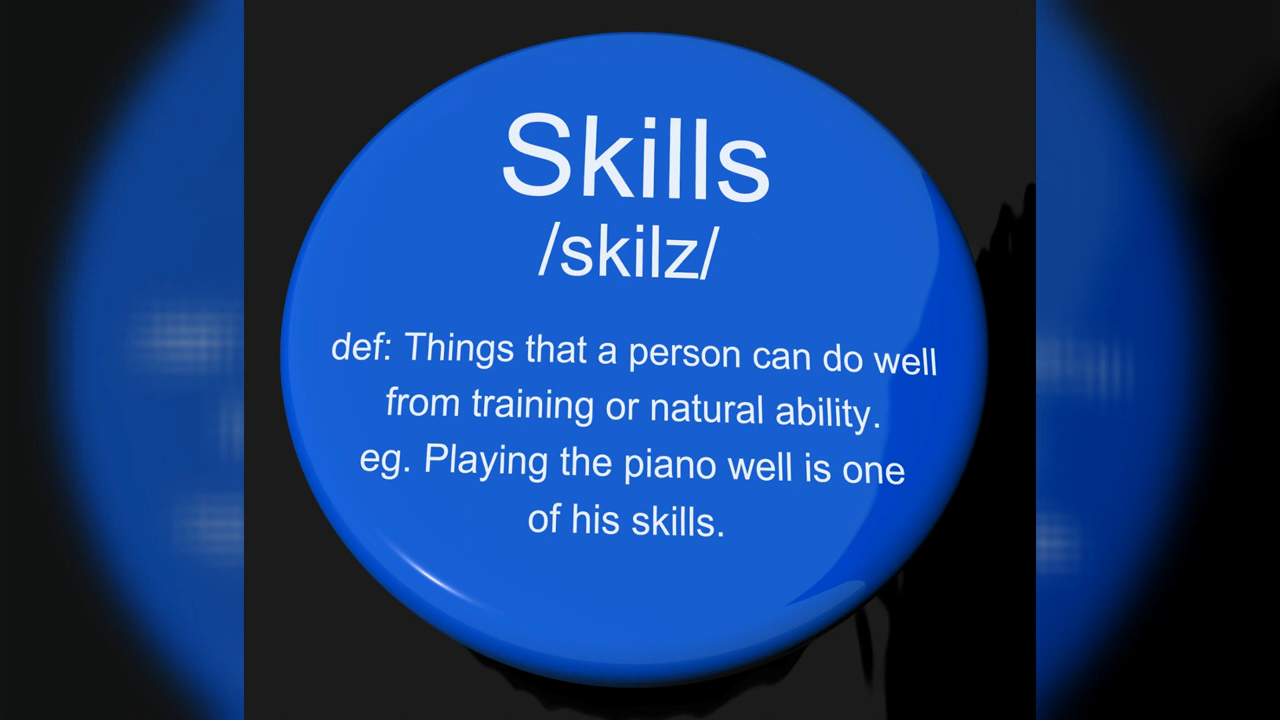 Skills
/skilz/
def: Things that a person can do well
from training or natural ability.
eg. Playing the piano well is one
of his skills.